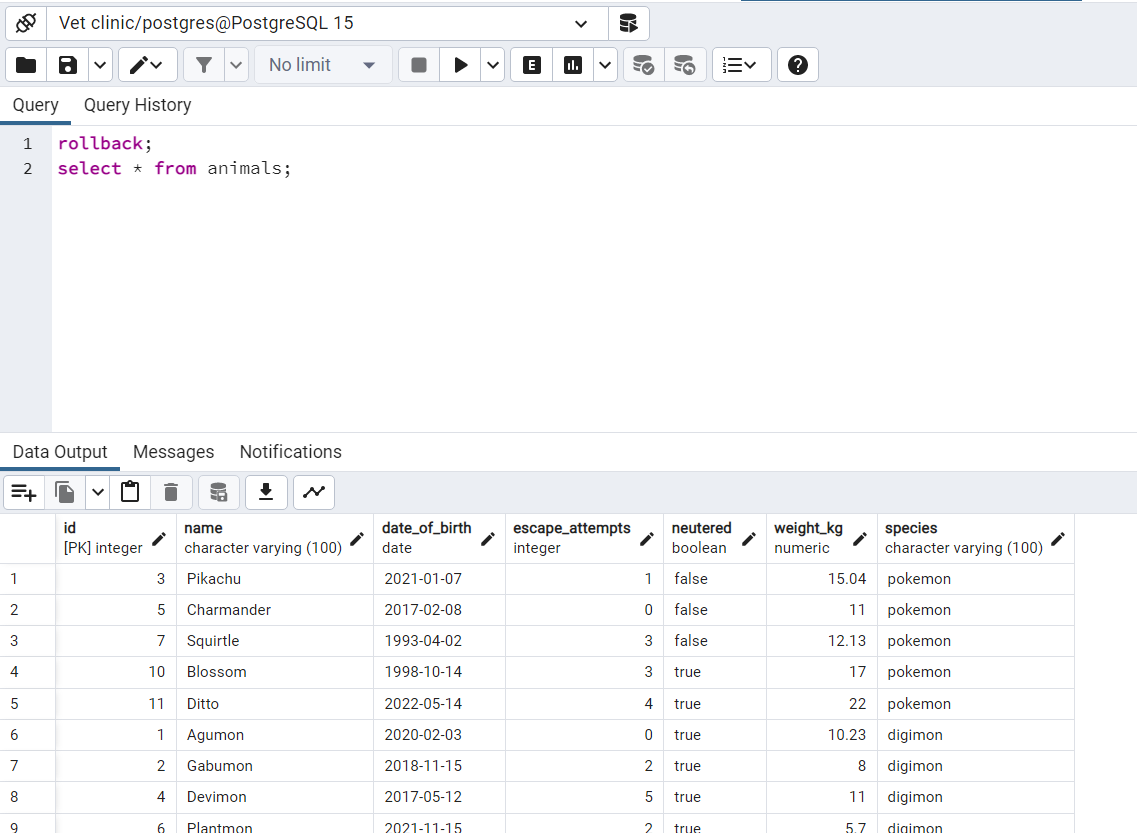 Vet clinic/postgres@PostgreSQL 15
No limit
E
Query Query History
1 rollback;
2 select * from animals;
Data Output Messages Notifications
id name date_of_birth escape_attempts neutered weight_kg species
[PK] integer character varying (100) date integer boolean numeric character varying (100)
1 3 Pikachu 2021-01-07 1 false 15.04 pokemon
2 5 Charmander 2017-02-08 0 false 11 pokemon
3 7 Squirtle 1993-04-02 3 false 12.13 pokemon
4 10 Blossom 1998-10-14 3 true 17 pokemon
5 11 Ditto 2022-05-14 4 true 22 pokemon
6 1 Agumon 2020-02-03 0 true 10.23 digimon
7 2 Gabumon 2018-11-15 2 true 8 digimon
8 4 Devimon 2017-05-12 5 true 11 digimon
9 6 Plantmon 2021-11-15 2 true 5.7 digimon